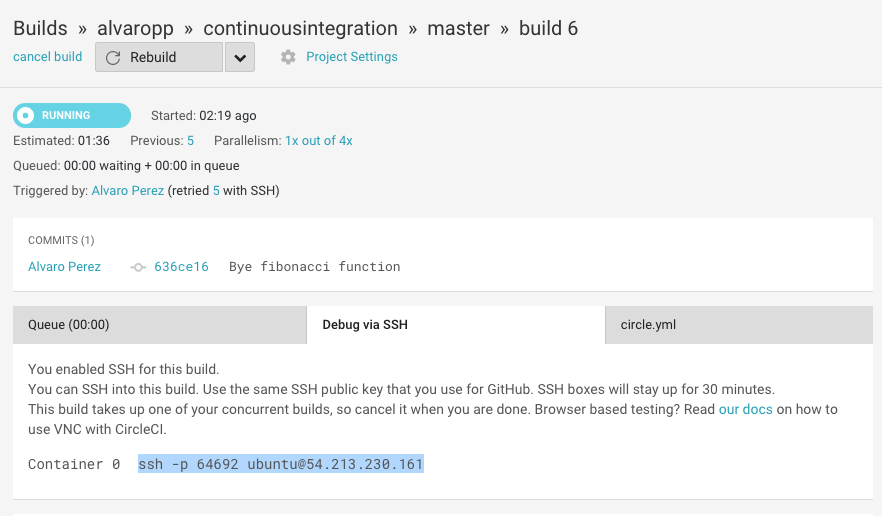 Builds » alvaropp » continuousintegration » master » build 6
cancel build Rebuild Project Settings
RUNNING Started: 02:19 ago
Estimated: 01:36 Previous: 5 Parallelism: 1x out of 4x
Queued: 00:00 waiting + 00:00 in queue
Triggered by: Alvaro Perez (retried 5 with SSH)
COMMITS (1)
Alvaro Perez 636ce16 Bye fibonacci function
Queue (00:00) Debug via SSH circle.yml
You enabled SSH for this build.
You can SSH into this build. Use the same SSH public key that you use for GitHub. SSH boxes will stay up for 30 minutes.
This build takes up one of your concurrent builds, so cancel it when you are done. Browser based testing? Read our docs on how to
use VNC with CircleCI.
Container 0 ssh -p 64692 ubuntu@54.213.230.161